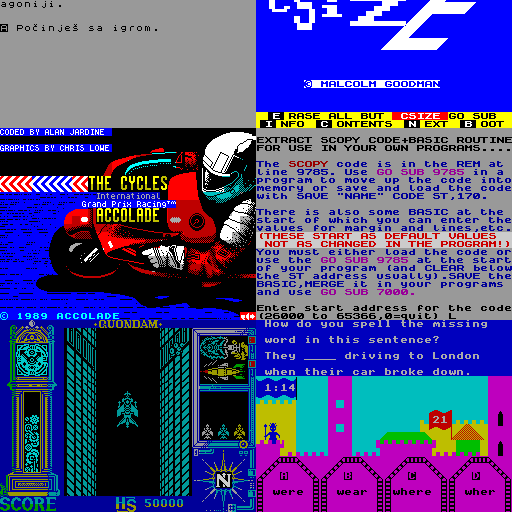 agoniji.
A Počinješ sa igrom.
CSIZE
© MALCOLM GOODMAN
E RASE ALL BUT CSIZE GO SUB
I NFO C ONTENTS N EXT B OOT
CODED BY ALAN JARDINE
GRAPHICS BY CHRIS LOWE
THE CYCLES
International
Grand Prix Racing™
ACCOLADE
© 1989 ACCOLADE
EXTRACT SCOPY CODE+BASIC ROUTINE
FOR USE IN YOUR OWN PROGRAMS....
The SCOPY code is in the REM at
line 9785. Use GO SUB 9785 in a
program to move up the code into
memory or save and load the code
with SAVE "NAME" CODE ST,170.
There is also some BASIC at the
start of which you can enter the
values for margin and lines,etc.
(THESE START AS DEFAULT VALUES
NOT AS CHANGED IN THE PROGRAM!)
You must either load the code or
use the GO SUB 9785 at the start
of your program (and CLEAR below
the ST address usually).SAVE the
BASIC,MERGE it in your programs
and use GO SUB 7000.
Enter start address for the code
(26000 to 65366,0=quit) L
QUONDAM
SCORE HS 50000
N
How do you spell the missing
word in this sentence?
They ____ driving to London
when their car broke down.
1:14
21
A B C D
were wear where wher